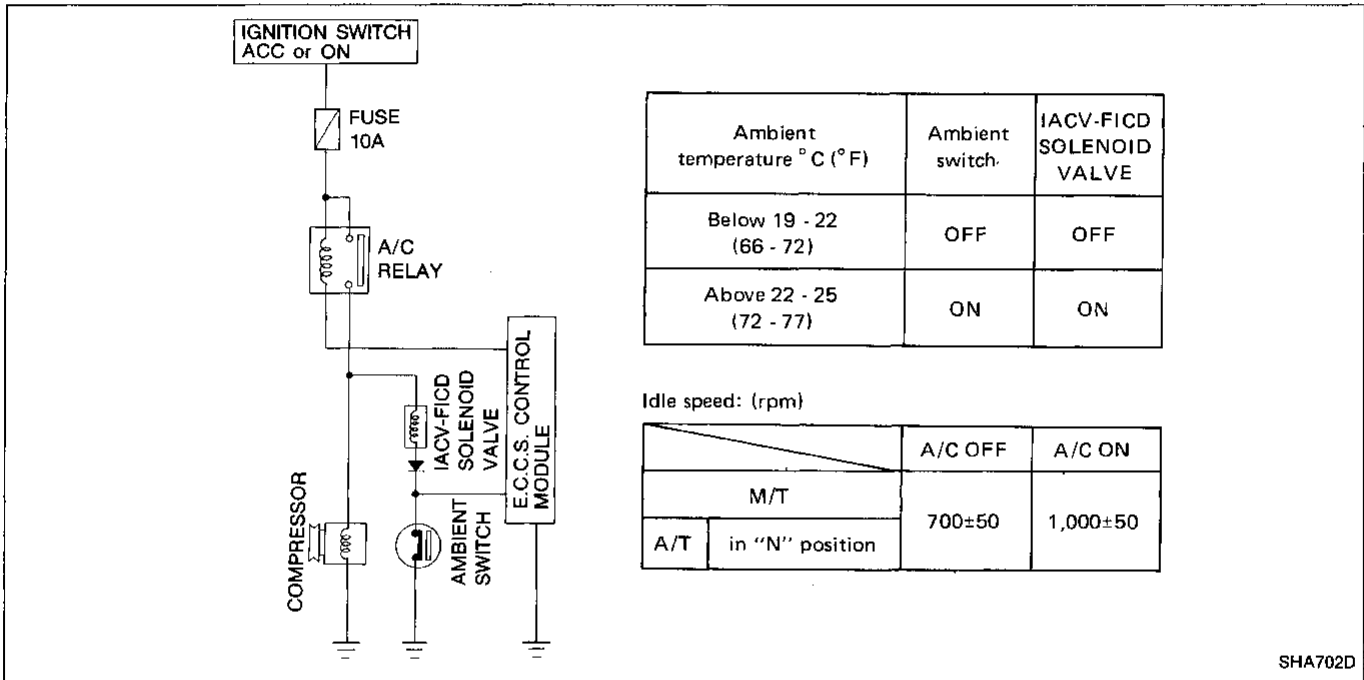 IGNITION SWITCH
ACC or ON
FUSE
10A
A/C
RELAY
IACV-FICD
SOLENOID
VALVE
E.C.C.S. CONTROL
MODULE
COMPRESSOR
AMBIENT
SWITCH
Ambient
temperature °C (°F)
Ambient
switch.
IACV-FICD
SOLENOID
VALVE
Below 19 - 22
(66 - 72)
OFF
OFF
Above 22 - 25
(72 - 77)
ON
ON
Idle speed: (rpm)
A/C OFF
A/C ON
M/T
700±50
1,000±50
A/T
in "N" position
SHA702D